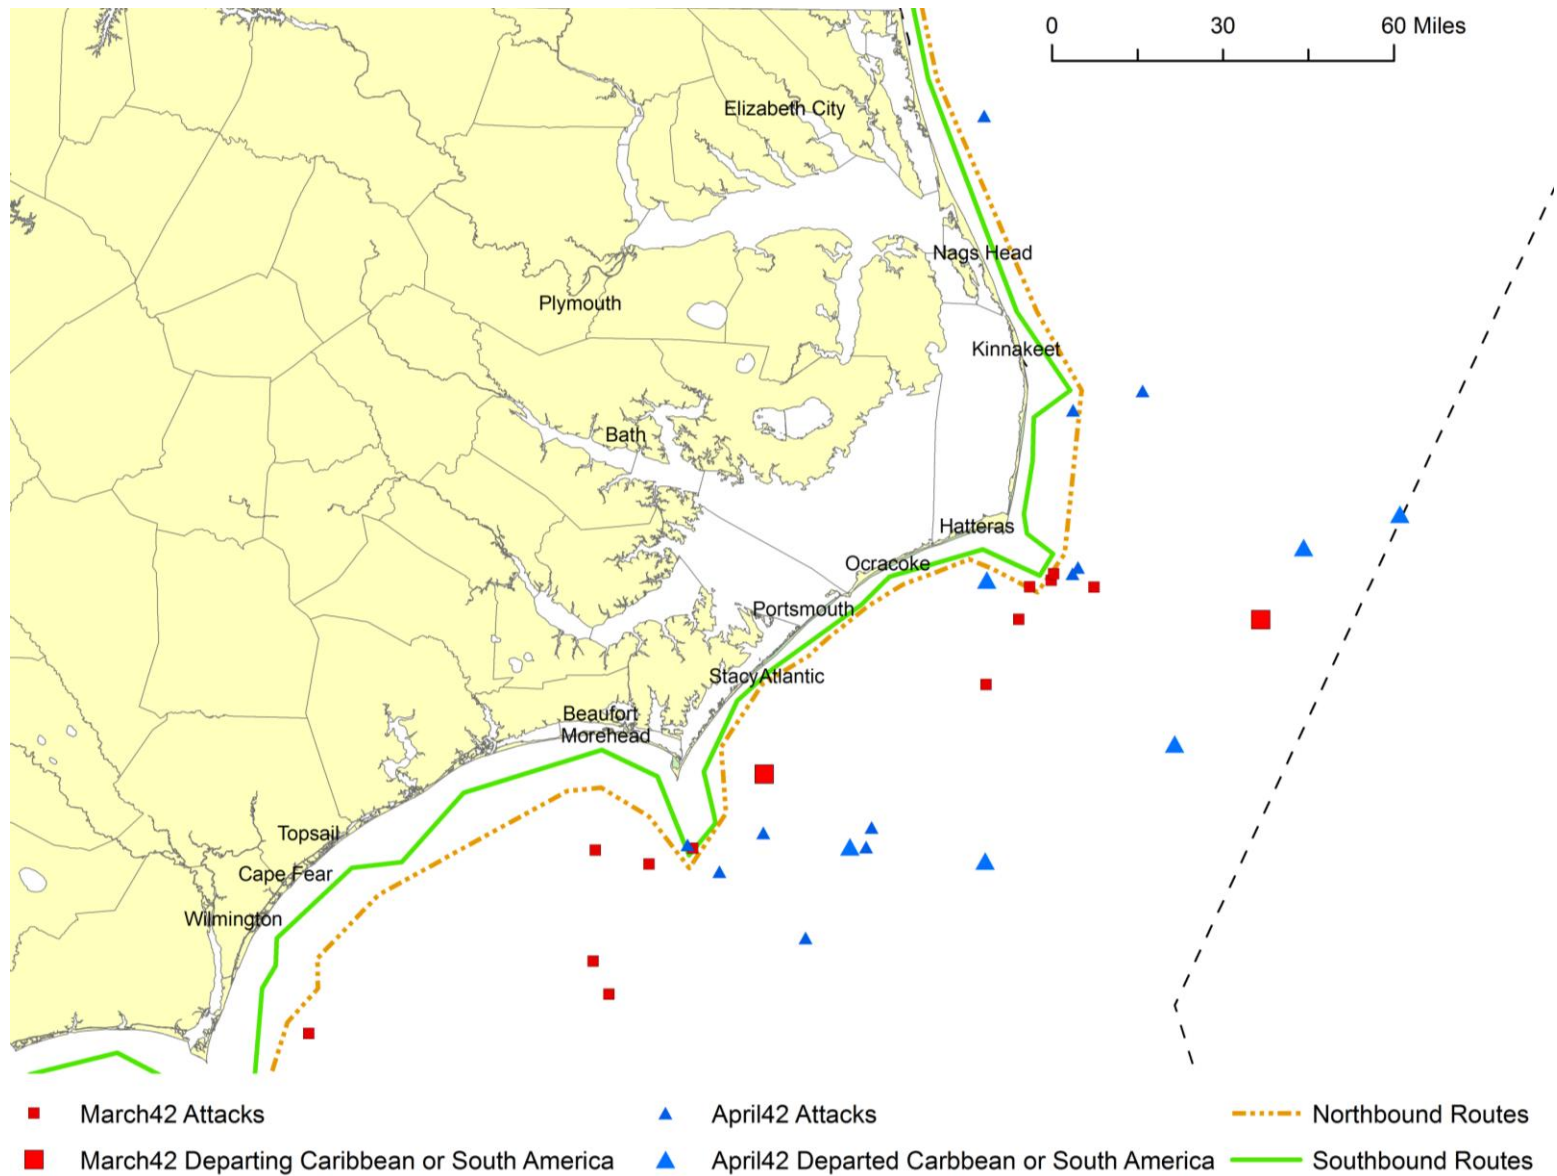 0 30 60 Miles
Elizabeth City
Nags Head
Plymouth
Kinnakeet
Bath
Hatteras
Ocracoke
Portsmouth
Stacy Atlantic
Beaufort
Morehead
Topsail
Cape Fear
Wilmington
March42 Attacks April42 Attacks Northbound Routes
March42 Departing Caribbean or South America April42 Departed Carbbean or South America Southbound Routes